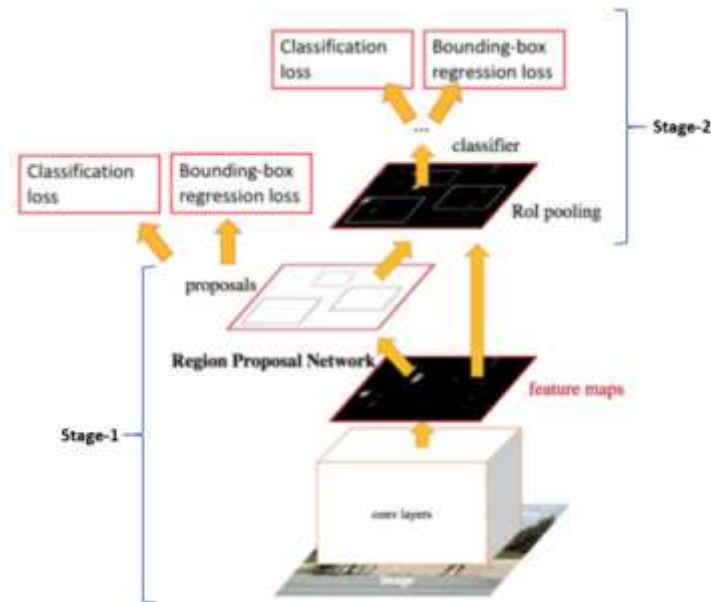 Classification
loss
Bounding-box
regression loss
Stage-2
...
classifier
Classification
loss
Bounding-box
regression loss
RoI pooling
proposals
Region Proposal Network
feature maps
Stage-1
conv layers
image